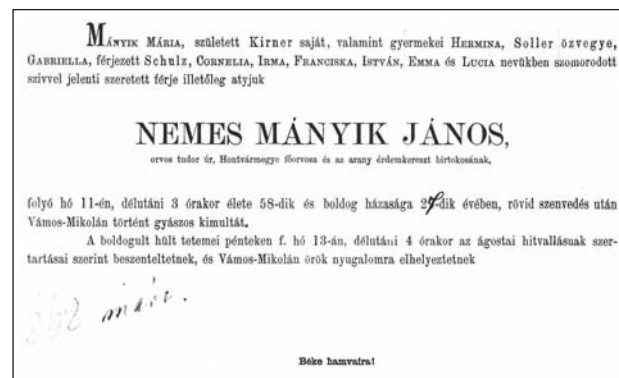 MÁNYIK MÁRIA, született Kirner saját, valamint gyermekei HERMINA, Soller özvegye,
GABRIELLA, férjezett Schulz, CORNELIA, IRMA, FRANCISKA, ISTVÁN, EMMA és LUCIA nevükben szomorodott
szivvel jelenti szeretett férje illetőleg atyjuk
NEMES MÁNYIK JÁNOS,
orvos tudor úr, Hontvármegye főorvosa és az arany érdemkereszt birtokosának,
folyó hó 11-én, délutáni 3 órakor élete 58-dik és boldog házasága 27-dik évében, rövid szenvedés után
Vámos-Mikolán történt gyászos kimultát.
A boldogult hült tetemei pénteken f. hó 13-án, délutáni 4 órakor az ágostai hitvallásuak szer-
tartásai szerint beszenteltetnek, és Vámos-Mikolán örök nyugalomra elhelyeztetnek
Béke hamvaira!